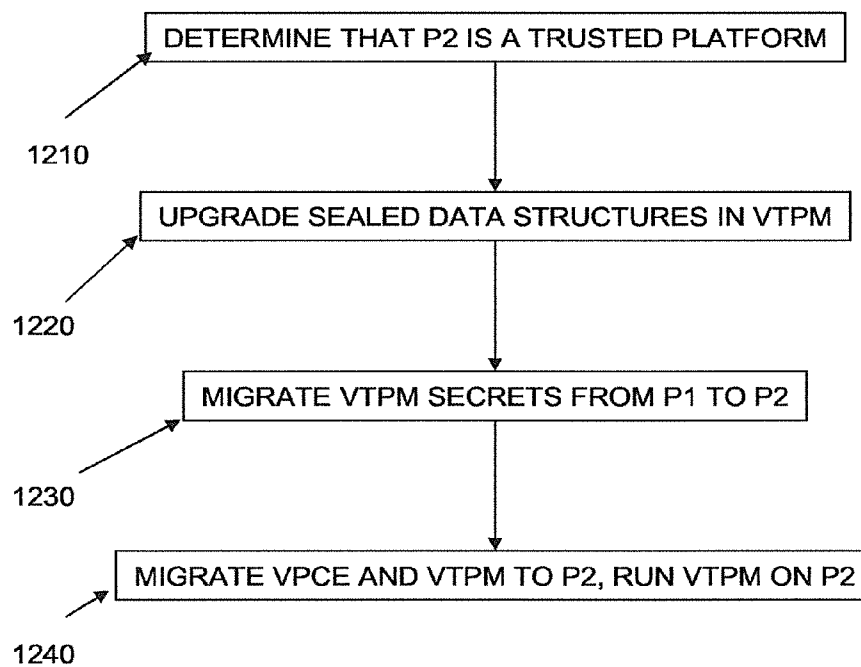 DETERMINE THAT P2 IS A TRUSTED PLATFORM
1210
UPGRADE SEALED DATA STRUCTURES IN VTPM
1220
MIGRATE VTPM SECRETS FROM P1 TO P2
1230
MIGRATE VPCE AND VTPM TO P2, RUN VTPM ON P2
1240